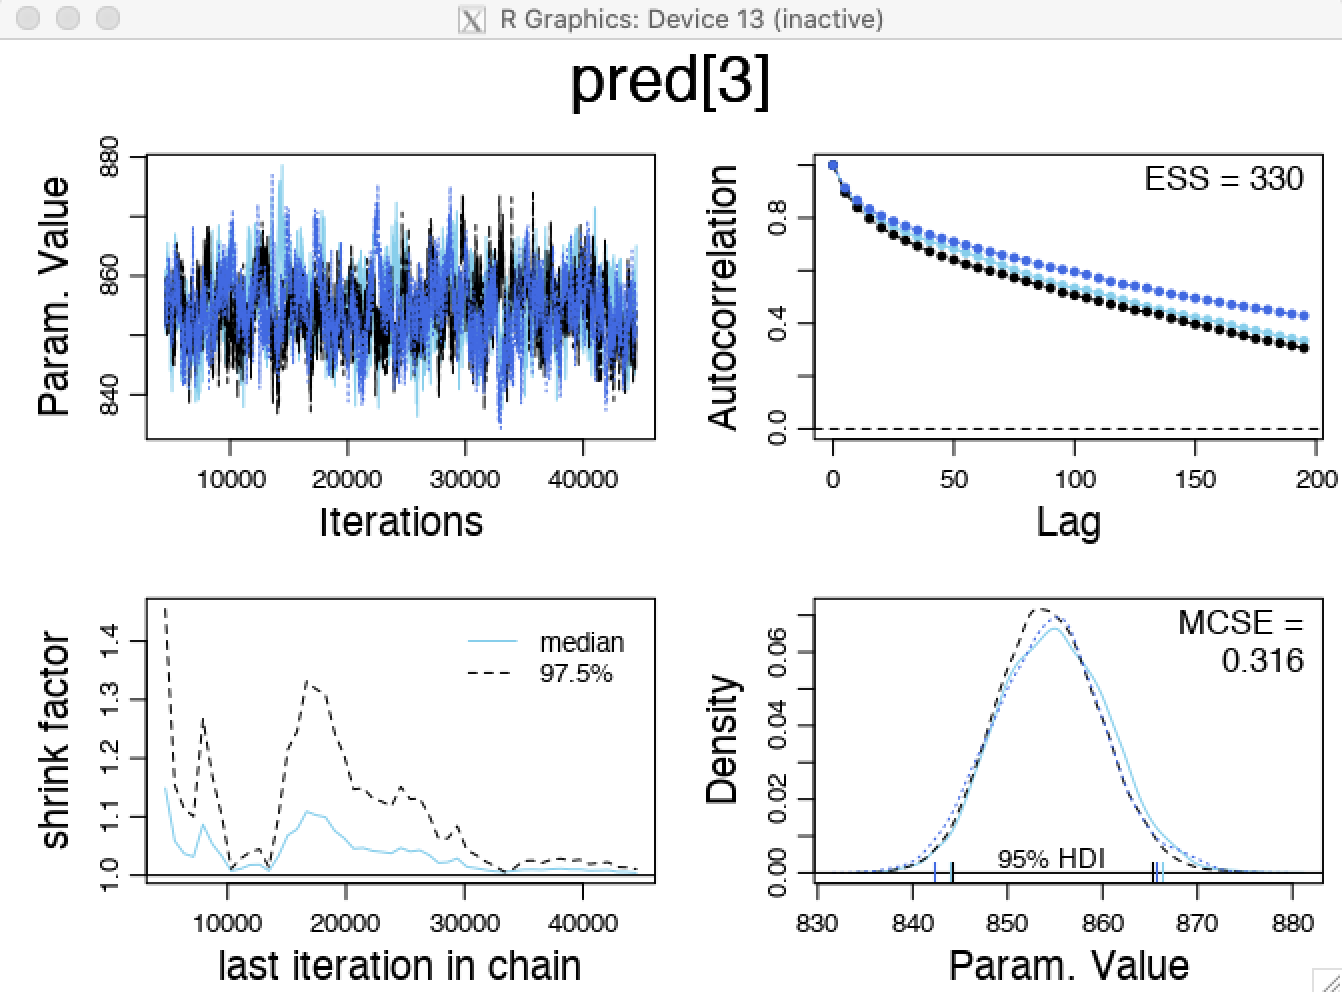 R Graphics: Device 13 (inactive)
pred[3]
Param. Value
880
860
840
10000 20000 30000 40000
Iterations
Autocorrelation
0.8
0.4
0.0
ESS = 330
0 50 100 150 200
Lag
shrink factor
1.4
1.3
1.2
1.1
1.0
median
97.5%
10000 20000 30000 40000
last iteration in chain
Density
0.06
0.04
0.02
0.00
MCSE =
0.316
95% HDI
830 840 850 860 870 880
Param. Value